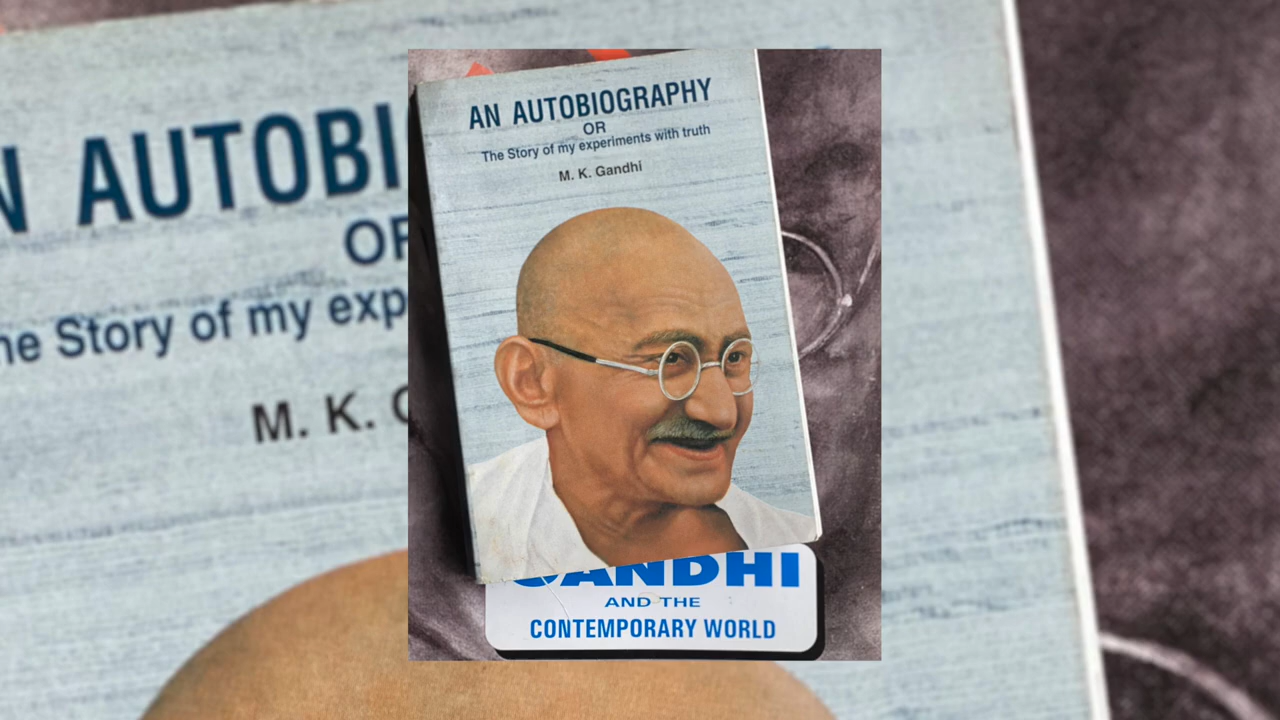 AN AUTOBIOGRAPHY
OR
The Story of my experiments with truth
M. K. Gandhi
GANDHI
AND THE
CONTEMPORARY WORLD
N AUTOBI
OR
he Story of my exp
M. K. G